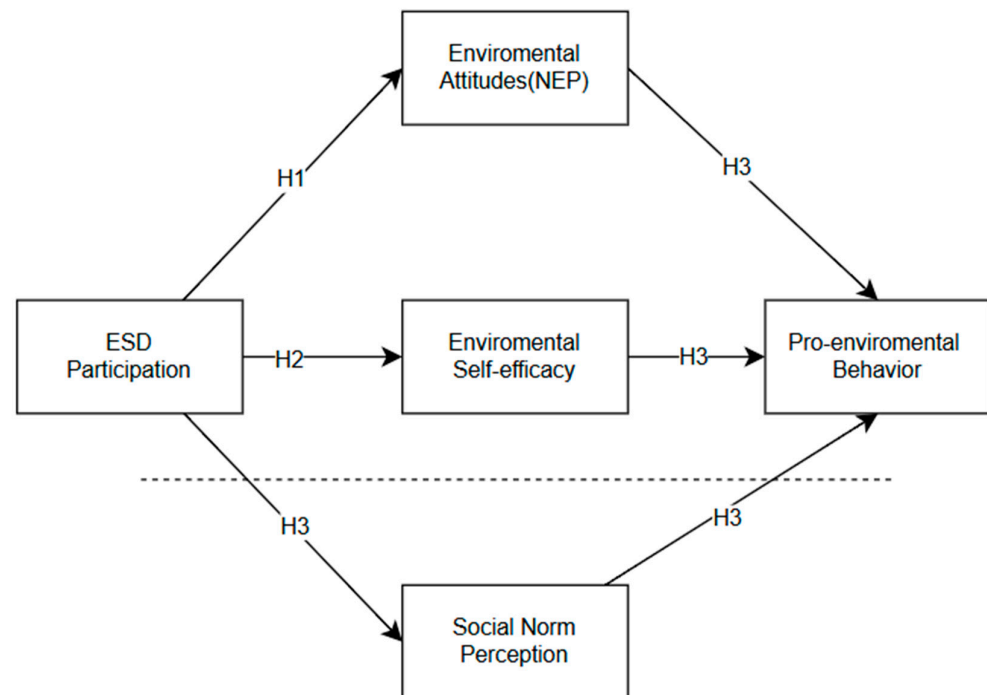 Enviromental
Attitudes(NEP)
H1
H3
ESD
Participation
H2
Enviromental
Self-efficacy
H3
Pro-enviromental
Behavior
H3
H3
Social Norm
Perception